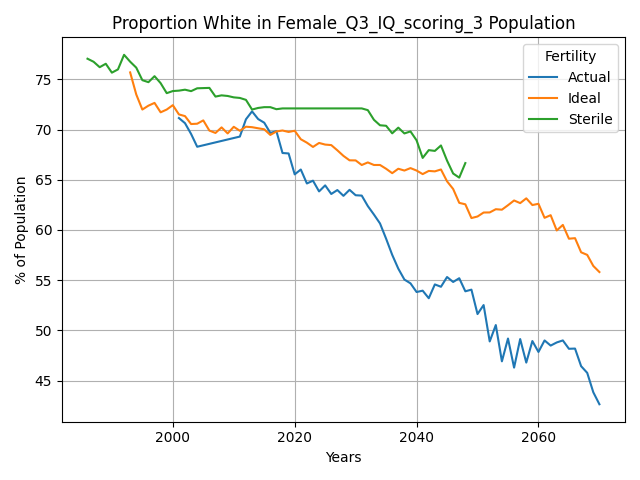 Proportion White in Female_Q3_IQ_scoring_3 Population
Fertility
Actual
Ideal
Sterile
% of Population
75
70
65
60
55
50
45
2000
2020
2040
2060
Years